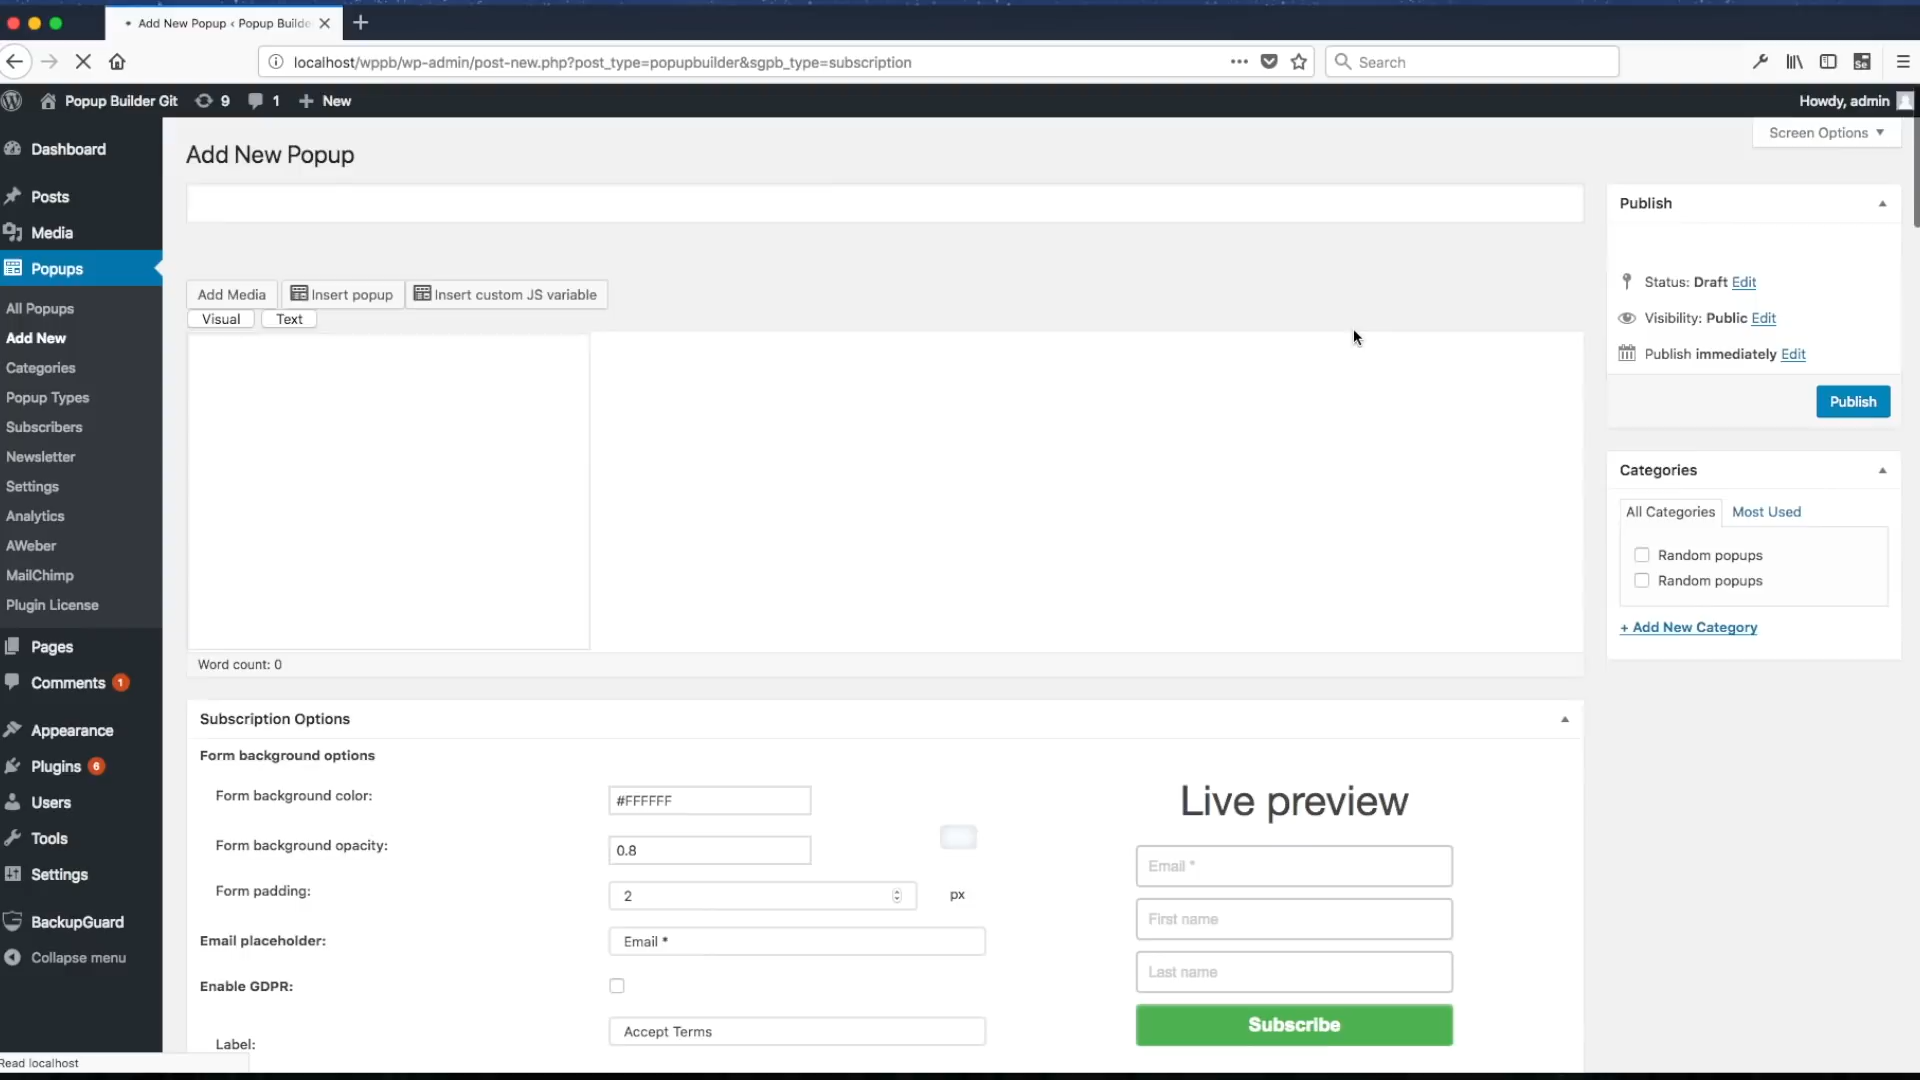 Add New Popup ‹ Popup Builde
localhost/wppb/wp-admin/post-new.php?post_type=popupbuilder&sgpb_type=subscription
Search
Popup Builder Git
9
1
New
Howdy, admin
Screen Options
Dashboard
Posts
Media
Popups
All Popups
Add New
Categories
Popup Types
Subscribers
Newsletter
Settings
Analytics
AWeber
MailChimp
Plugin License
Pages
Comments 1
Appearance
Plugins 6
Users
Tools
Settings
BackupGuard
Collapse menu
Read localhost
Add New Popup
Add Media
Insert popup
Insert custom JS variable
Visual
Text
Word count: 0
Subscription Options
Form background options
Form background color:
#FFFFFF
Form background opacity:
0.8
Form padding:
2
px
Email placeholder:
Email *
Enable GDPR:
Label:
Accept Terms
Live preview
Email *
First name
Last name
Subscribe
Publish
Status: Draft Edit
Visibility: Public Edit
Publish immediately Edit
Publish
Categories
All Categories
Most Used
Random popups
Random popups
+ Add New Category